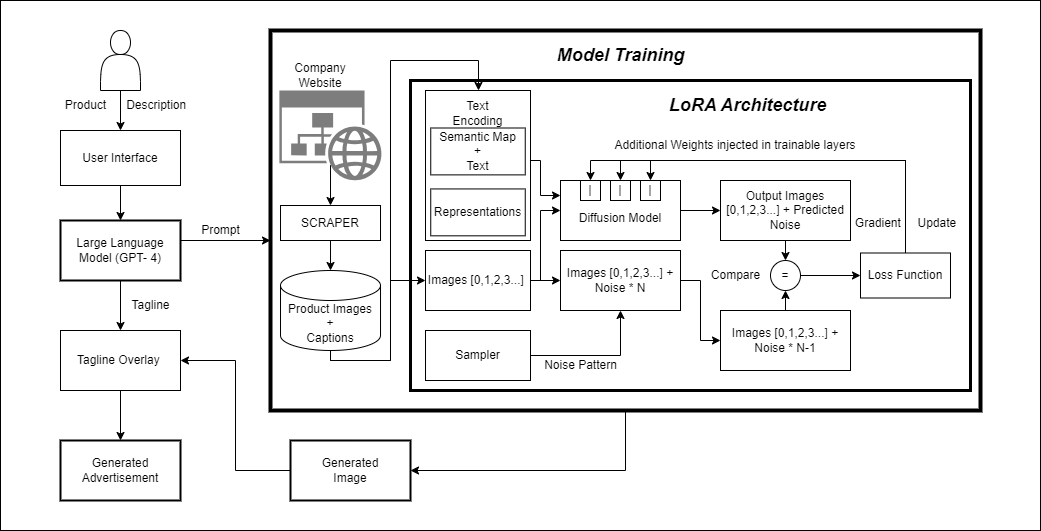 Product
Description
User Interface
Large Language
Model (GPT- 4)
Prompt
Tagline
Tagline Overlay
Generated
Advertisement
Generated
Image
Model Training
Company
Website
SCRAPER
Product Images
+
Captions
LoRA Architecture
Text
Encoding
Semantic Map
+
Text
Representations
Images [0,1,2,3...]
Sampler
Noise Pattern
Additional Weights injected in trainable layers
| | |
Diffusion Model
Images [0,1,2,3...] +
Noise * N
Output Images
[0,1,2,3...] + Predicted
Noise
Compare
=
Images [0,1,2,3...] +
Noise * N-1
Gradient
Update
Loss Function